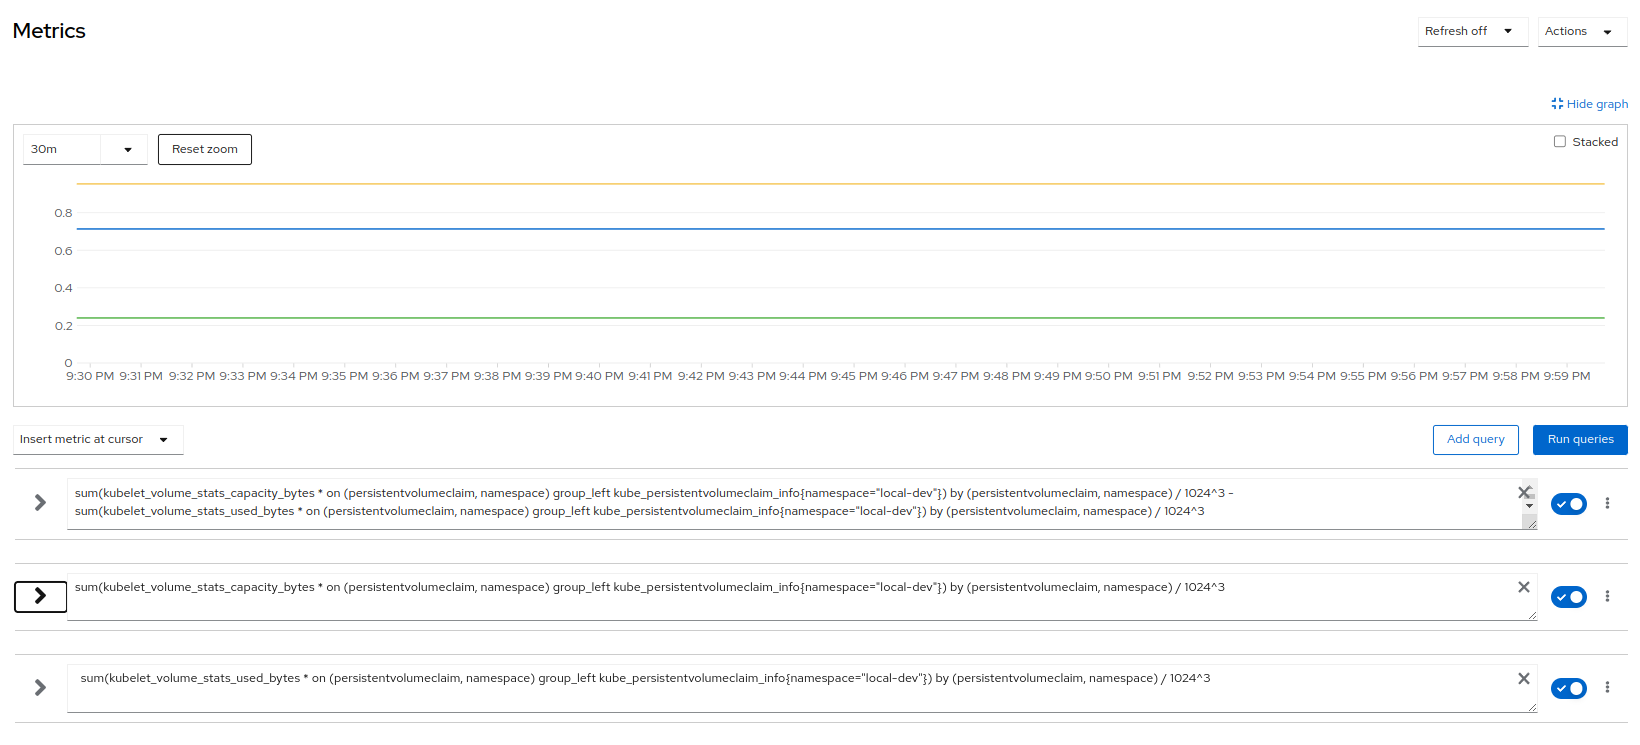 Metrics
Refresh off
Actions
Hide graph
30m
Reset zoom
Stacked
0.8
0.6
0.4
0.2
0
9:30 PM 9:31 PM 9:32 PM 9:33 PM 9:34 PM 9:35 PM 9:36 PM 9:37 PM 9:38 PM 9:39 PM 9:40 PM 9:41 PM 9:42 PM 9:43 PM 9:44 PM 9:45 PM 9:46 PM 9:47 PM 9:48 PM 9:49 PM 9:50 PM 9:51 PM 9:52 PM 9:53 PM 9:54 PM 9:55 PM 9:56 PM 9:57 PM 9:58 PM 9:59 PM
Insert metric at cursor
Add query
Run queries
sum(kubelet_volume_stats_capacity_bytes * on (persistentvolumeclaim, namespace) group_left kube_persistentvolumeclaim_info{namespace="local-dev"}) by (persistentvolumeclaim, namespace) / 1024^3 -
sum(kubelet_volume_stats_used_bytes * on (persistentvolumeclaim, namespace) group_left kube_persistentvolumeclaim_info{namespace="local-dev"}) by (persistentvolumeclaim, namespace) / 1024^3
sum(kubelet_volume_stats_capacity_bytes * on (persistentvolumeclaim, namespace) group_left kube_persistentvolumeclaim_info{namespace="local-dev"}) by (persistentvolumeclaim, namespace) / 1024^3
sum(kubelet_volume_stats_used_bytes * on (persistentvolumeclaim, namespace) group_left kube_persistentvolumeclaim_info{namespace="local-dev"}) by (persistentvolumeclaim, namespace) / 1024^3